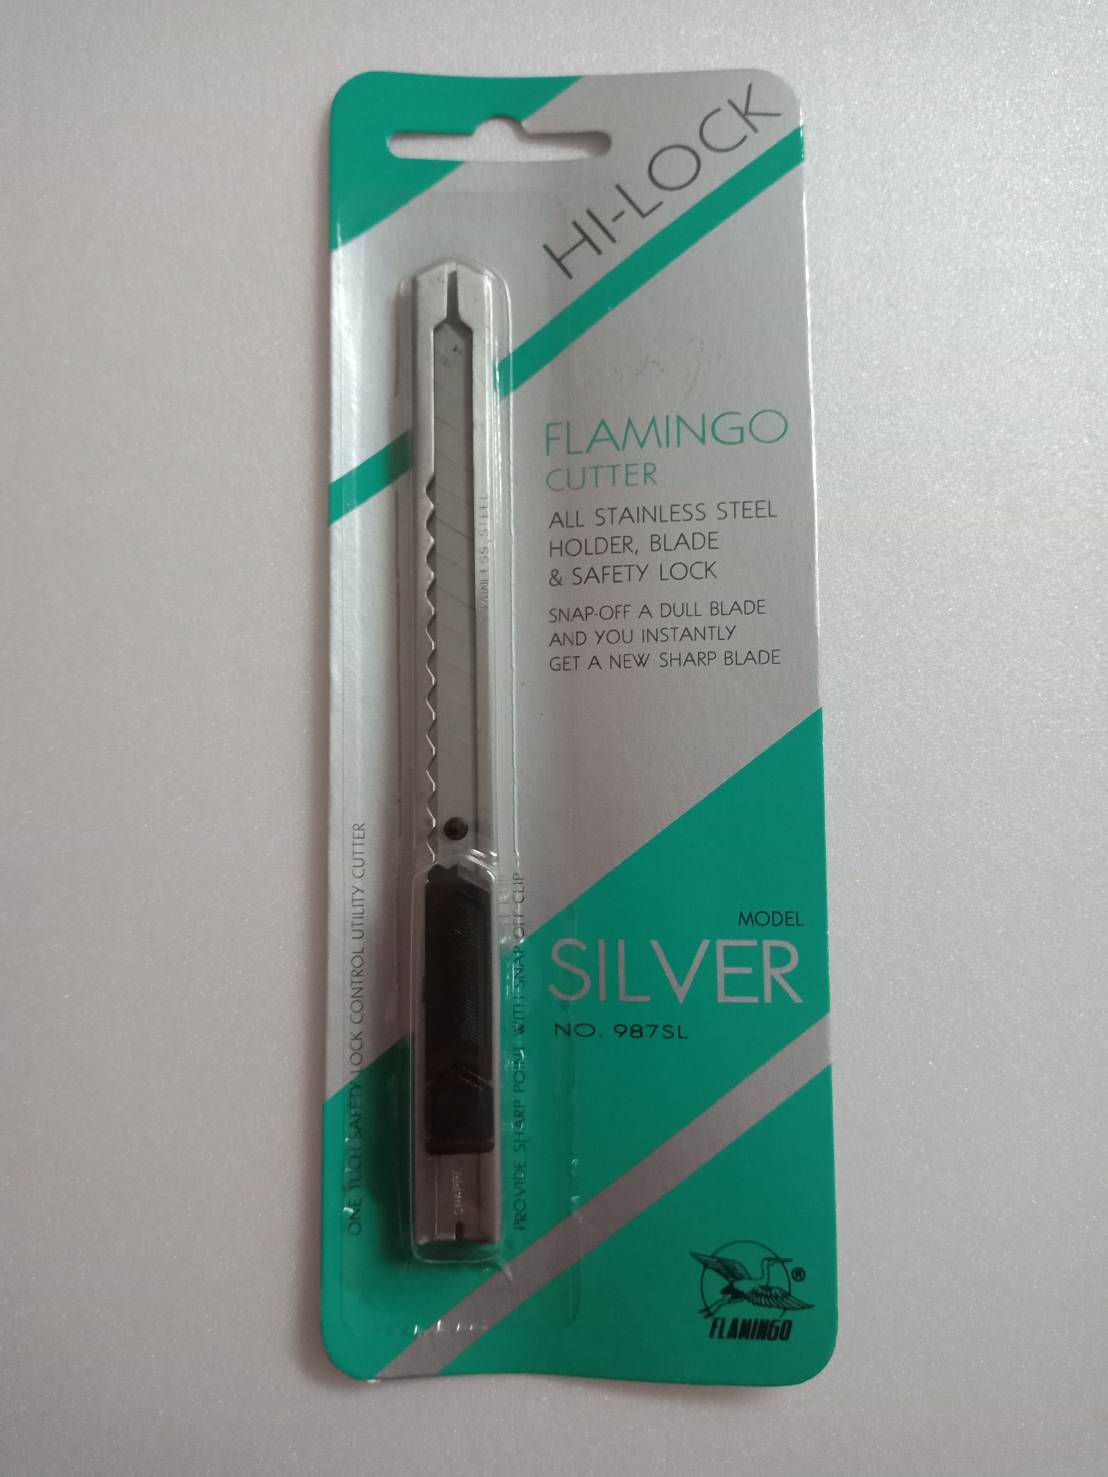 HI-LOCK
FLAMINGO
CUTTER
ALL STAINLESS STEEL
HOLDER, BLADE
& SAFETY LOCK
SNAP-OFF A DULL BLADE
AND YOU INSTANTLY
GET A NEW SHARP BLADE
STAINLESS STEEL
ONE TUCH SAFETY LOCK CONTROL UTILITY CUTTER
PROVIDE SHARP POINT WITH SNAP-OFF CLIP
MODEL
SILVER
NO. 987SL
®
FLAMINGO